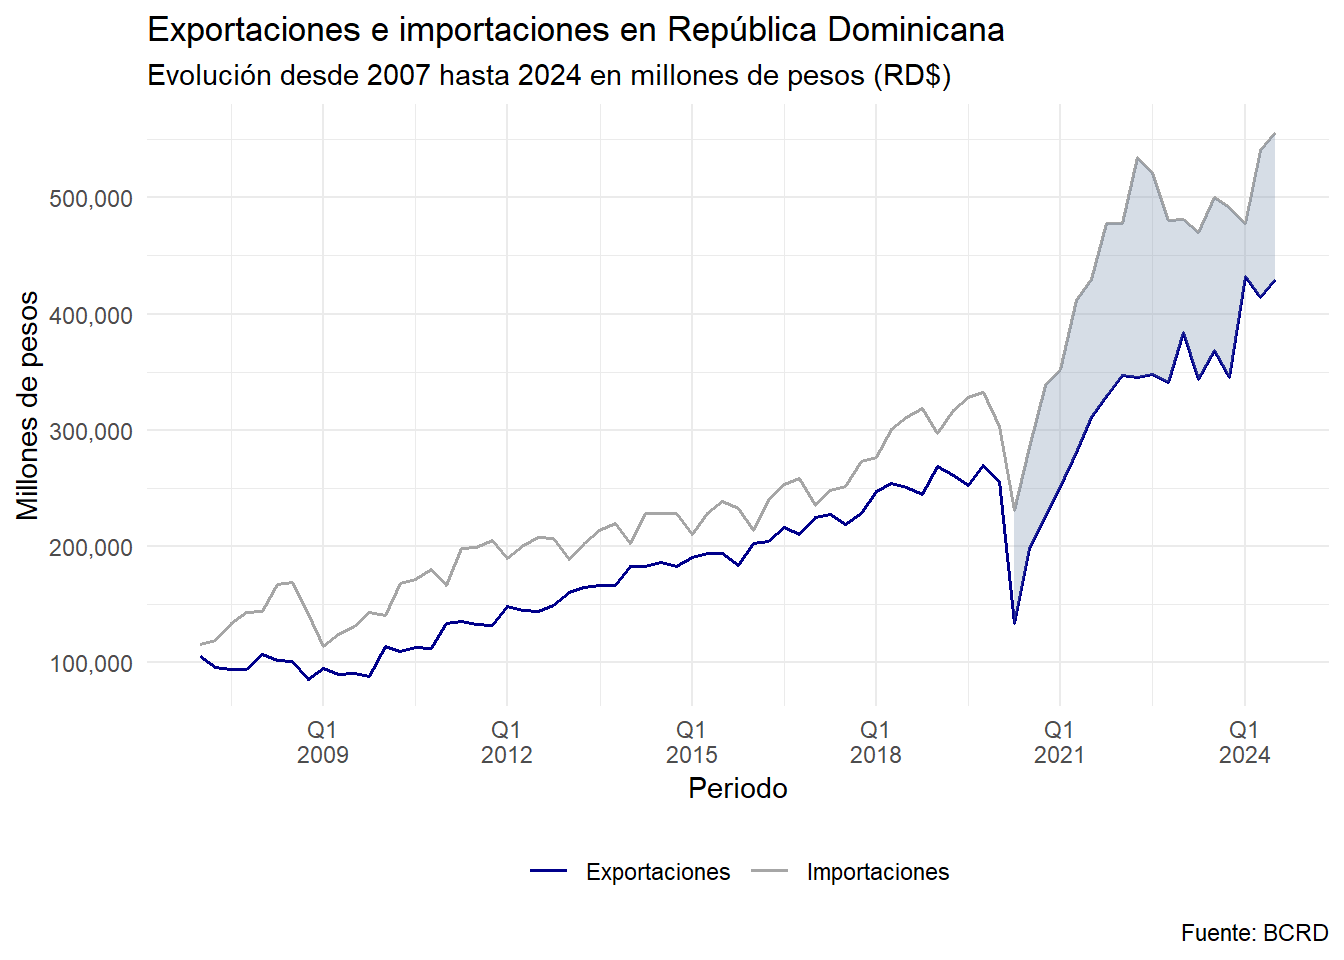 Exportaciones e importaciones en República Dominicana
Evolución desde 2007 hasta 2024 en millones de pesos (RD$)
Millones de pesos
500,000
400,000
300,000
200,000
100,000
Q1 Q1 Q1 Q1 Q1 Q1
2009 2012 2015 2018 2021 2024
Periodo
Exportaciones Importaciones
Fuente: BCRD